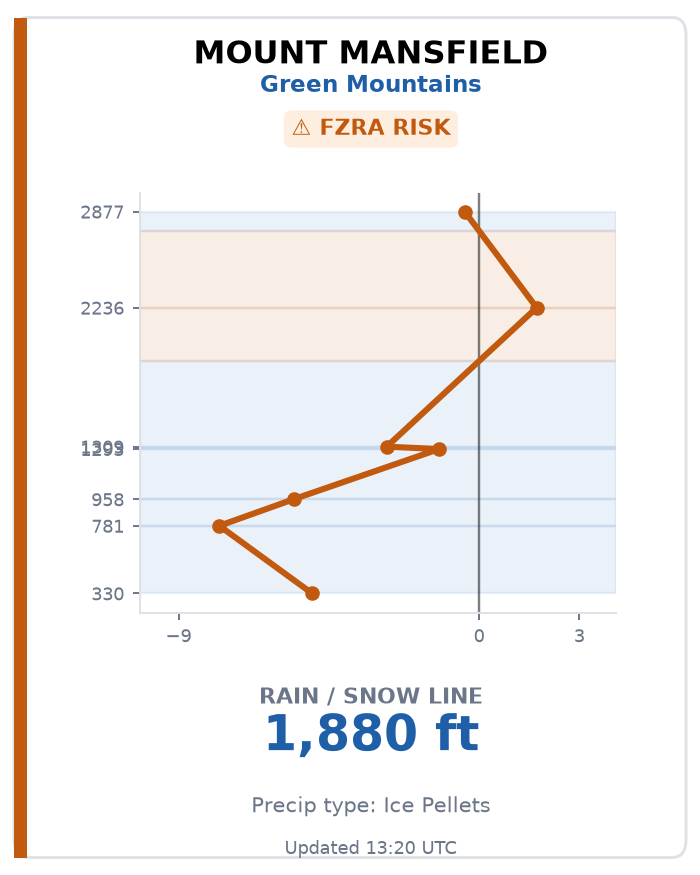 MOUNT MANSFIELD
Green Mountains
⚠ FZRA RISK
2877
2236
1309
958
781
330
−9 0 3
RAIN / SNOW LINE
1,880 ft
Precip type: Ice Pellets
Updated 13:20 UTC